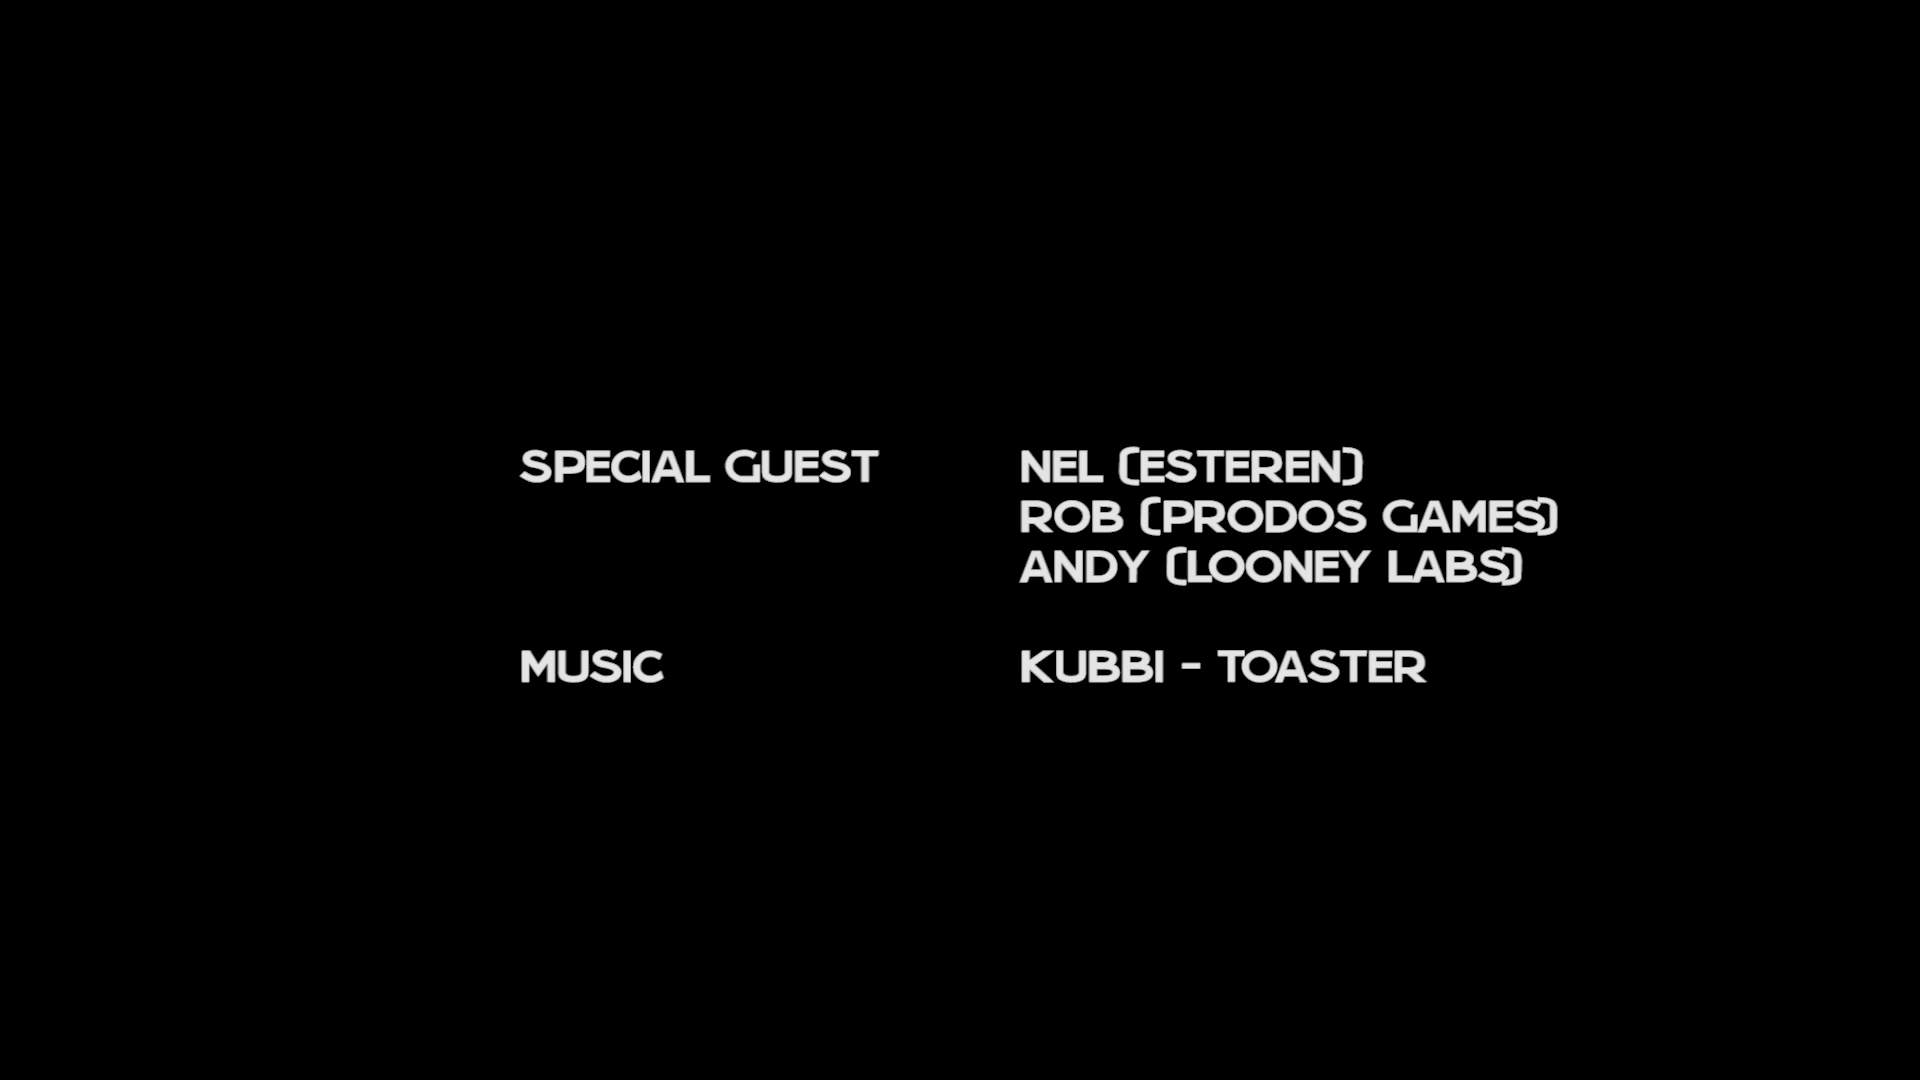 SPECIAL GUEST NEL (ESTEREN)
ROB (PRODOS GAMES)
ANDY (LOONEY LABS)
MUSIC KUBBI - TOASTER